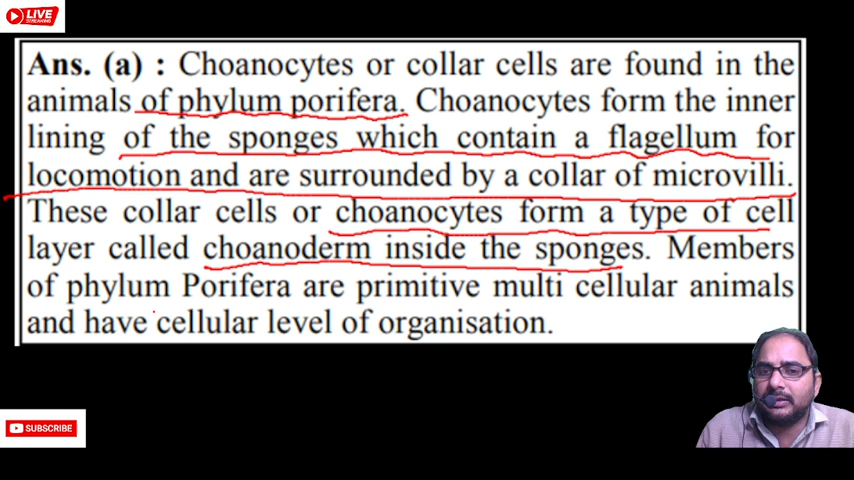 LIVE
STREAMING
Ans. (a) : Choanocytes or collar cells are found in the
animals of phylum porifera. Choanocytes form the inner
lining of the sponges which contain a flagellum for
locomotion and are surrounded by a collar of microvilli.
These collar cells or choanocytes form a type of cell
layer called choanoderm inside the sponges. Members
of phylum Porifera are primitive multi cellular animals
and have cellular level of organisation.
SUBSCRIBE